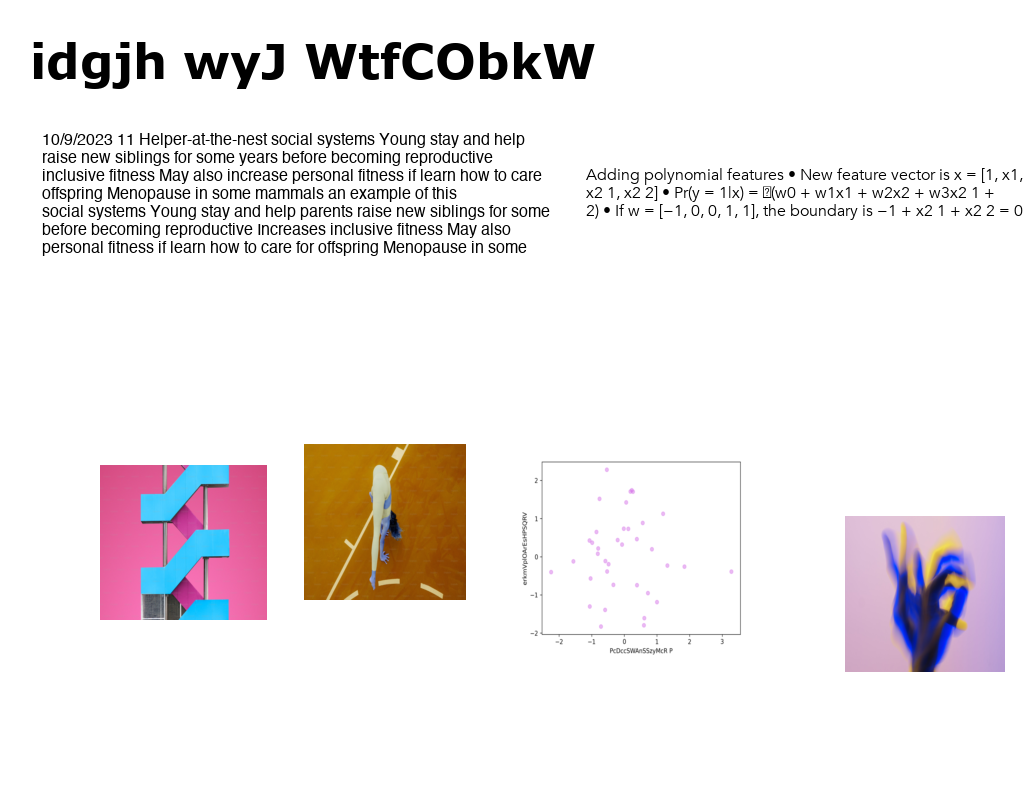 idgjh wyJ WtfCObkW
10/9/2023 11 Helper-at-the-nest social systems Young stay and help
raise new siblings for some years before becoming reproductive
inclusive fitness May also increase personal fitness if learn how to care
offspring Menopause in some mammals an example of this
social systems Young stay and help parents raise new siblings for some
before becoming reproductive Increases inclusive fitness May also
personal fitness if learn how to care for offspring Menopause in some
Adding polynomial features • New feature vector is x = [1, x1,
x2 1, x2 2] • Pr(y = 1|x) = (w0 + w1x1 + w2x2 + w3x2 1 +
2) • If w = [−1, 0, 0, 1, 1], the boundary is −1 + x2 1 + x2 2 = 0
2
1
0
−1
−2
−2 −1 0 1 2 3
PcDccSWAnSSzyMcR P